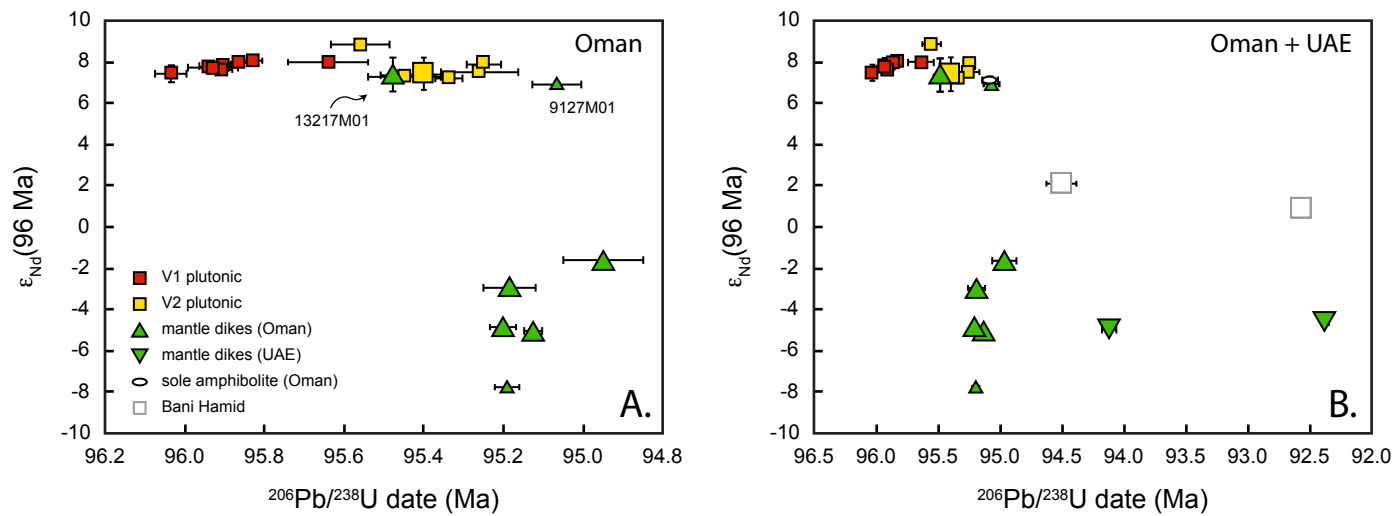 10
8
6
4
2
0
-2
-4
-6
-8
-10
εNd(96 Ma)
Oman
13217M01
9127M01
V1 plutonic
V2 plutonic
mantle dikes (Oman)
mantle dikes (UAE)
sole amphibolite (Oman)
Bani Hamid
A.
96.2 96.0 95.8 95.6 95.4 95.2 95.0 94.8
206Pb/238U date (Ma)
10
8
6
4
2
0
-2
-4
-6
-8
-10
εNd(96 Ma)
Oman + UAE
B.
96.5 96.0 95.5 95.0 94.5 94.0 93.5 93.0 92.5 92.0
206Pb/238U date (Ma)